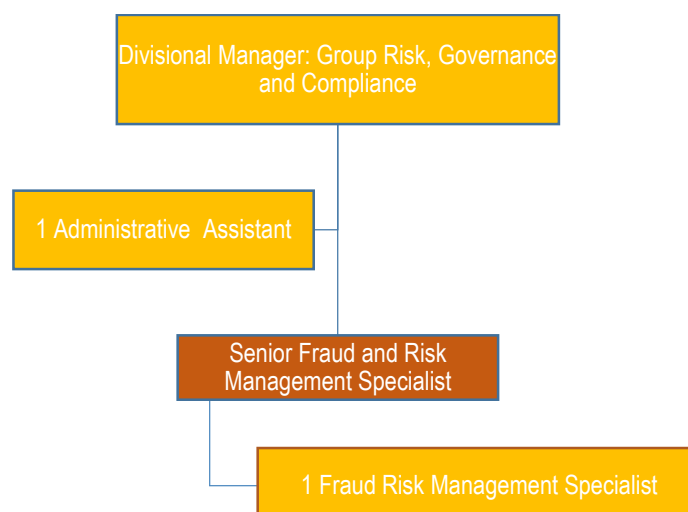 Divisional Manager: Group Risk, Governance
and Compliance
1 Administrative Assistant
Senior Fraud and Risk
Management Specialist
1 Fraud Risk Management Specialist